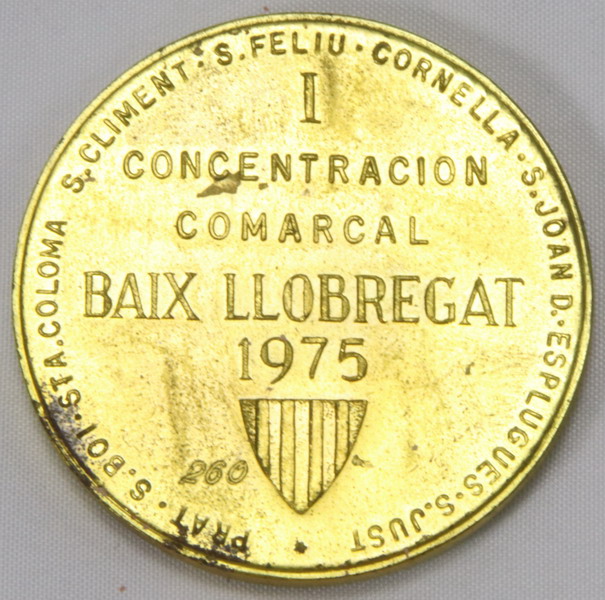 PRAT · S. BOI · STA. COLOMA S. CLIMENT · S. FELIU · CORNELLA · S. JOAN D. · ESPLUGUES · S. JUST
I
CONCENTRACION
COMARCAL
BAIX LLOBREGAT
1975
260